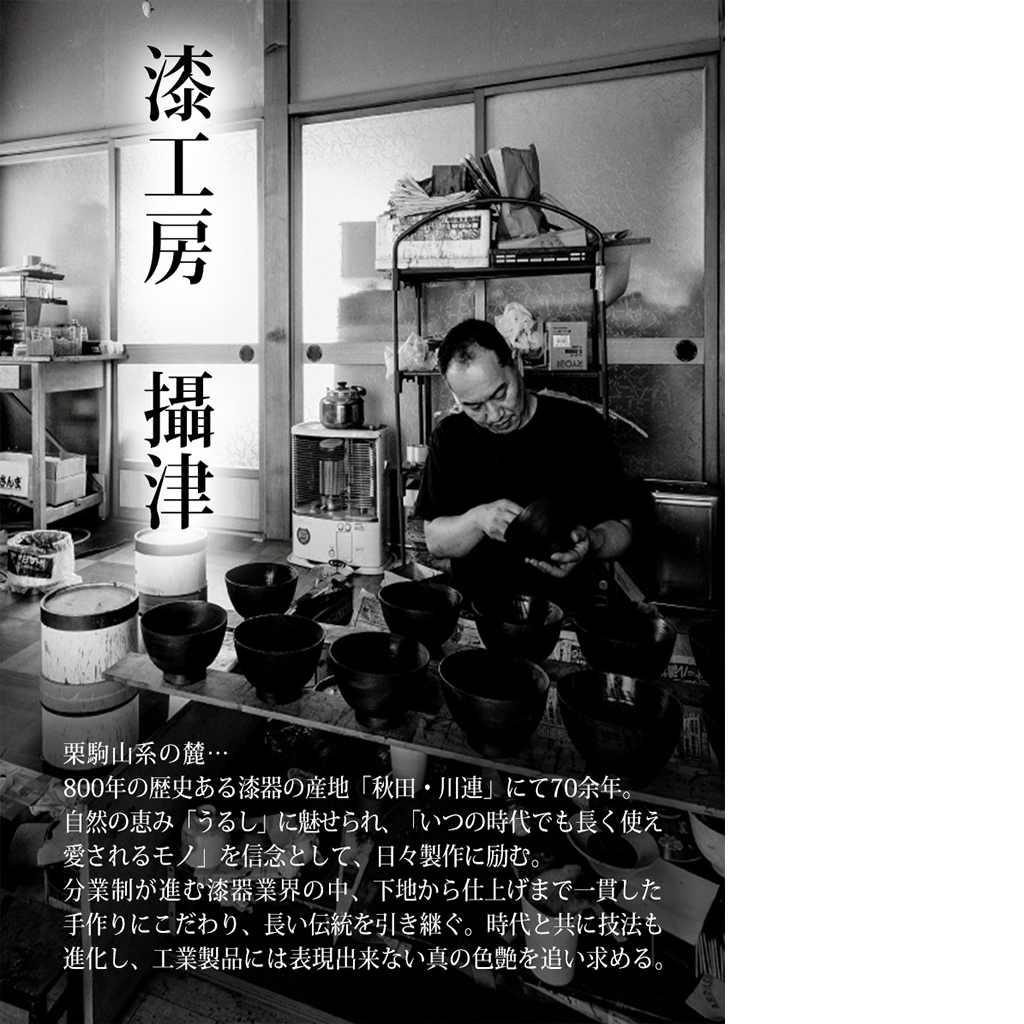 漆工房 攝津
栗駒山系の麓…
800年の歴史ある漆器の産地「秋田・川連」にて70余年。
自然の恵み「うるし」に魅せられ、「いつの時代でも長く使え
愛されるモノ」を信念として、日々製作に励む。
分業制が進む漆器業界の中、下地から仕上げまで一貫した
手作りにこだわり、長い伝統を引き継ぐ。時代と共に技法も
進化し、工業製品には表現出来ない真の色艶を追い求める。